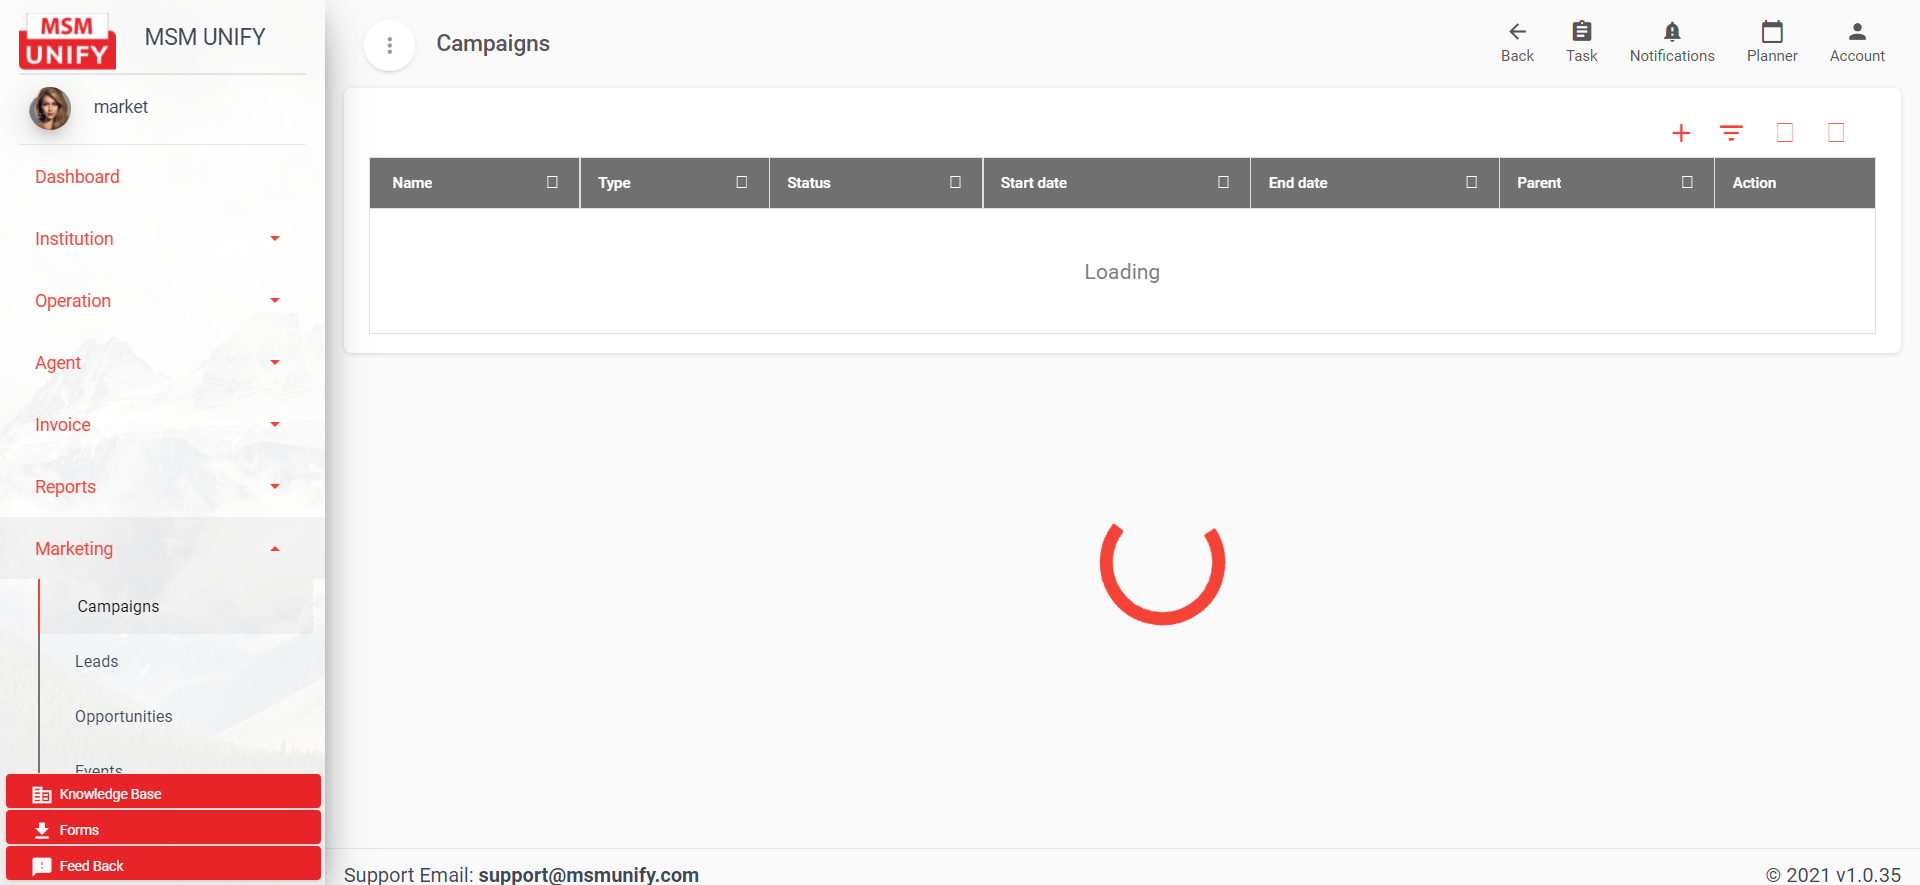 MSM
UNIFY
MSM UNIFY
market
Dashboard
Institution
Operation
Agent
Invoice
Reports
Marketing
Campaigns
Leads
Opportunities
Events
Knowledge Base
Forms
Feed Back
Campaigns
Back
Task
Notifications
Planner
Account
Name
Type
Status
Start date
End date
Parent
Action
Loading
Support Email: support@msmunify.com
© 2021 v1.0.35